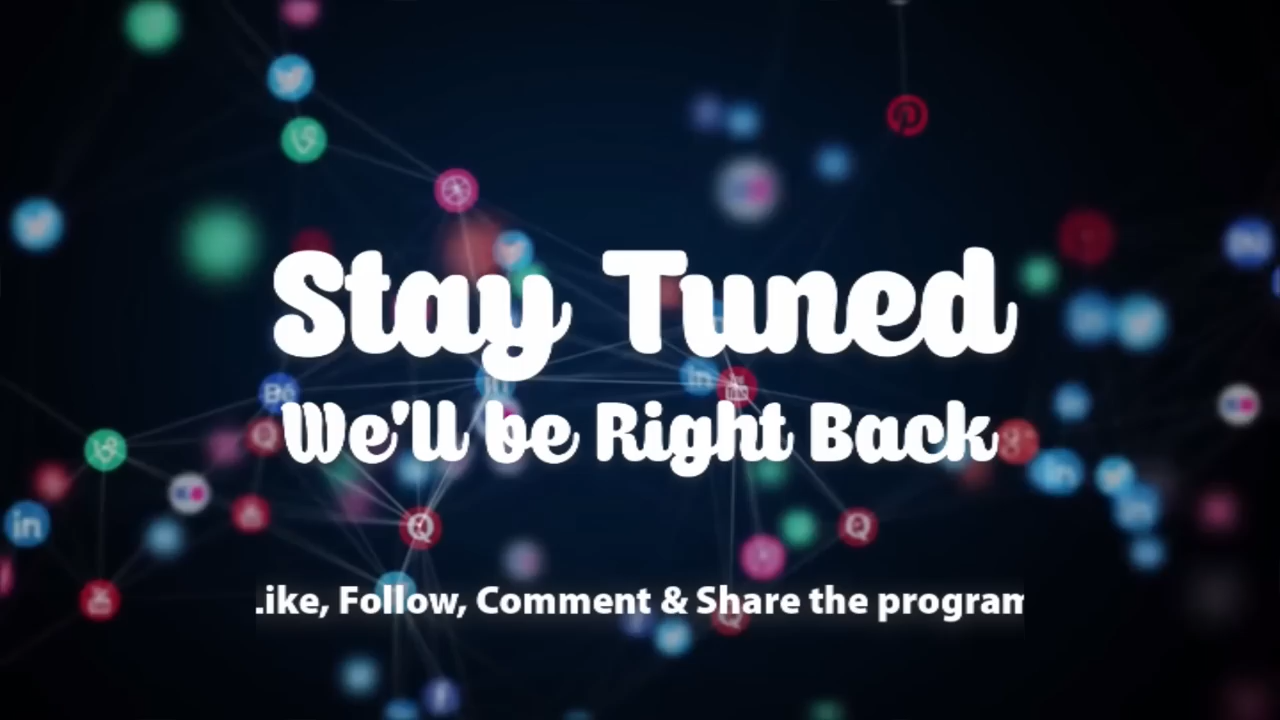 Stay Tuned
We'll be Right Back
.ike, Follow, Comment & Share the program